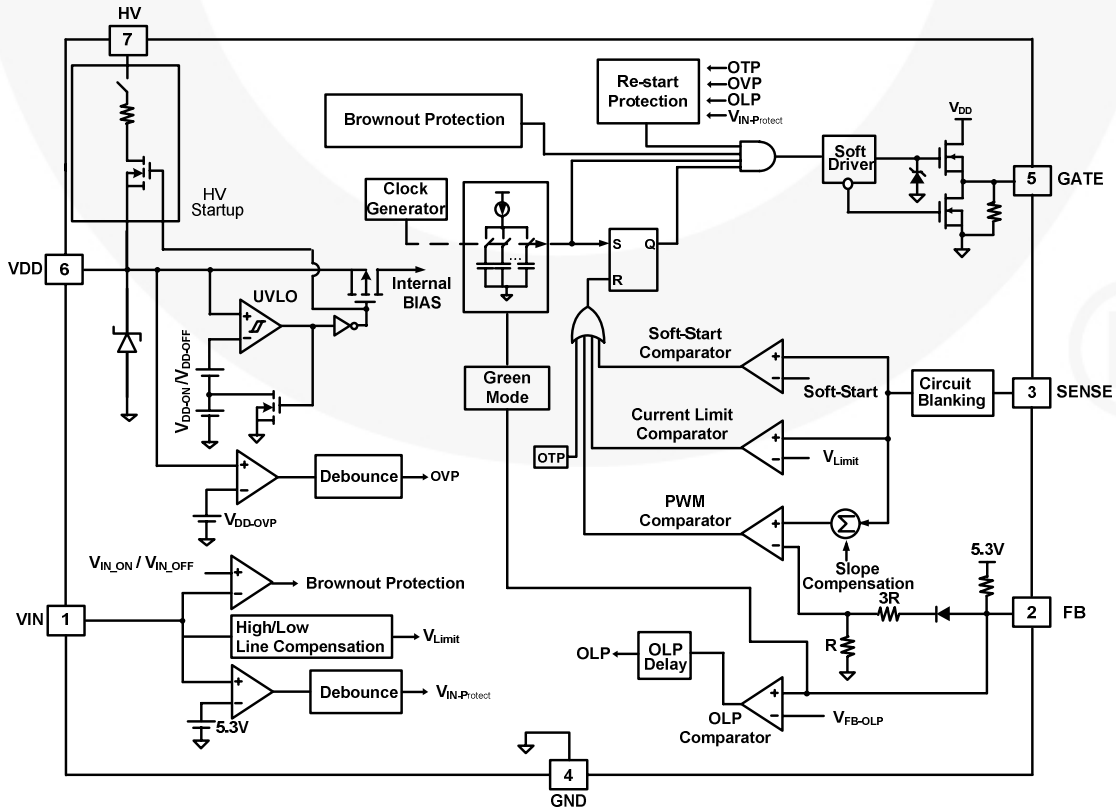 HV
7
HV
Startup
Brownout Protection
Re-start
Protection
OTP
OVP
OLP
VIN-Protect
Soft
Driver
VDD
5
GATE
Clock
Generator
VDD
6
Internal
BIAS
UVLO
+
−
VDD-ON /VDD-OFF
...
S
Q
R
Green
Mode
Soft-Start
Comparator
+
−
Soft-Start
Circuit
Blanking
3
SENSE
Current Limit
Comparator
+
−
VLimit
OTP
+
−
Debounce
OVP
VDD-OVP
PWM
Comparator
+
−
Σ
Slope
Compensation
5.3V
3R
R
2
FB
VIN_ON / VIN_OFF
+
−
Brownout Protection
VIN
1
High/Low
Line Compensation
VLimit
+
−
Debounce
VIN-Protect
5.3V
OLP
OLP
Delay
+
−
VFB-OLP
OLP
Comparator
4
GND